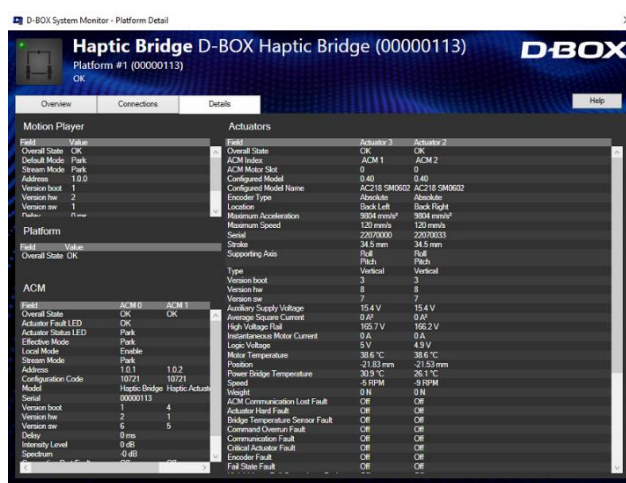 D-BOX System Monitor - Platform Detail
Haptic Bridge D-BOX Haptic Bridge (00000113)
Platform #1 (00000113)
OK
D-BOX
Overview Connections Details Help
Motion Player
Field Value
Overall State OK
Default Mode Park
Stream Mode Park
Address 1.0.0
Version boot 1
Version hw 2
Version sw 1
Delay 0 ms
Platform
Field Value
Overall State OK
ACM
Field ACM 0 ACM 1
Overall State OK OK
Actuator Fault LED OK
Actuator Status LED Park
Effective Mode Park
Local Mode Enable
Stream Mode Park
Address 1.0.1 1.0.2
Configuration Code 10721 10721
Model Haptic Bridge Haptic Actuat
Serial 00000113
Version boot 1 4
Version hw 2 1
Version sw 6 5
Delay 0 ms
Intensity Level 0 dB
Spectrum -0 dB
Actuators
Field Actuator 3 Actuator 2
Overall State OK OK
ACM Index ACM 1 ACM 2
ACM Motor Slot 0 0
Configured Model 0.40 0.40
Configured Model Name AC218 SM0602 AC218 SM0602
Encoder Type Absolute Absolute
Location Back Left Back Right
Maximum Acceleration 9804 mm/s² 9804 mm/s²
Maximum Speed 120 mm/s 120 mm/s
Serial 22070000 22070033
Stroke 34.5 mm 34.5 mm
Supporting Axis Roll Roll
Pitch Pitch
Type Vertical Vertical
Version boot 3 3
Version hw 8 8
Version sw 7 7
Auxiliary Supply Voltage 15.4 V 15.4 V
Average Square Current 0 A² 0 A²
High Voltage Rail 165.7 V 166.2 V
Instantaneous Motor Current 0 A 0 A
Logic Voltage 5 V 4.9 V
Motor Temperature 38.6 °C 38.6 °C
Position -21.83 mm -21.53 mm
Power Bridge Temperature 30.9 °C 26.1 °C
Speed -5 RPM -9 RPM
Weight 0 N 0 N
ACM Communication Lost Fault Off Off
Actuator Hard Fault Off Off
Bridge Temperature Sensor Fault Off Off
Command Overrun Fault Off Off
Communication Fault Off Off
Critical Actuator Fault Off Off
Encoder Fault Off Off
Fail State Fault Off Off